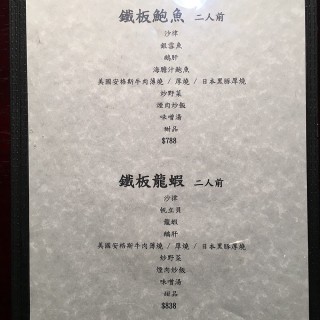 鐵板鮑魚 二人前
沙律
銀雪魚
鵝肝
海膽汁鮑魚
美國安格斯牛肉薄燒 / 厚燒 / 日本黑豚厚燒
炒野菜
煙肉炒飯
味噌湯
甜品
$788
鐵板龍蝦 二人前
沙律
帆立貝
龍蝦
鵝肝
美國安格斯牛肉薄燒 / 厚燒 / 日本黑豚厚燒
炒野菜
煙肉炒飯
味噌湯
甜品
$838